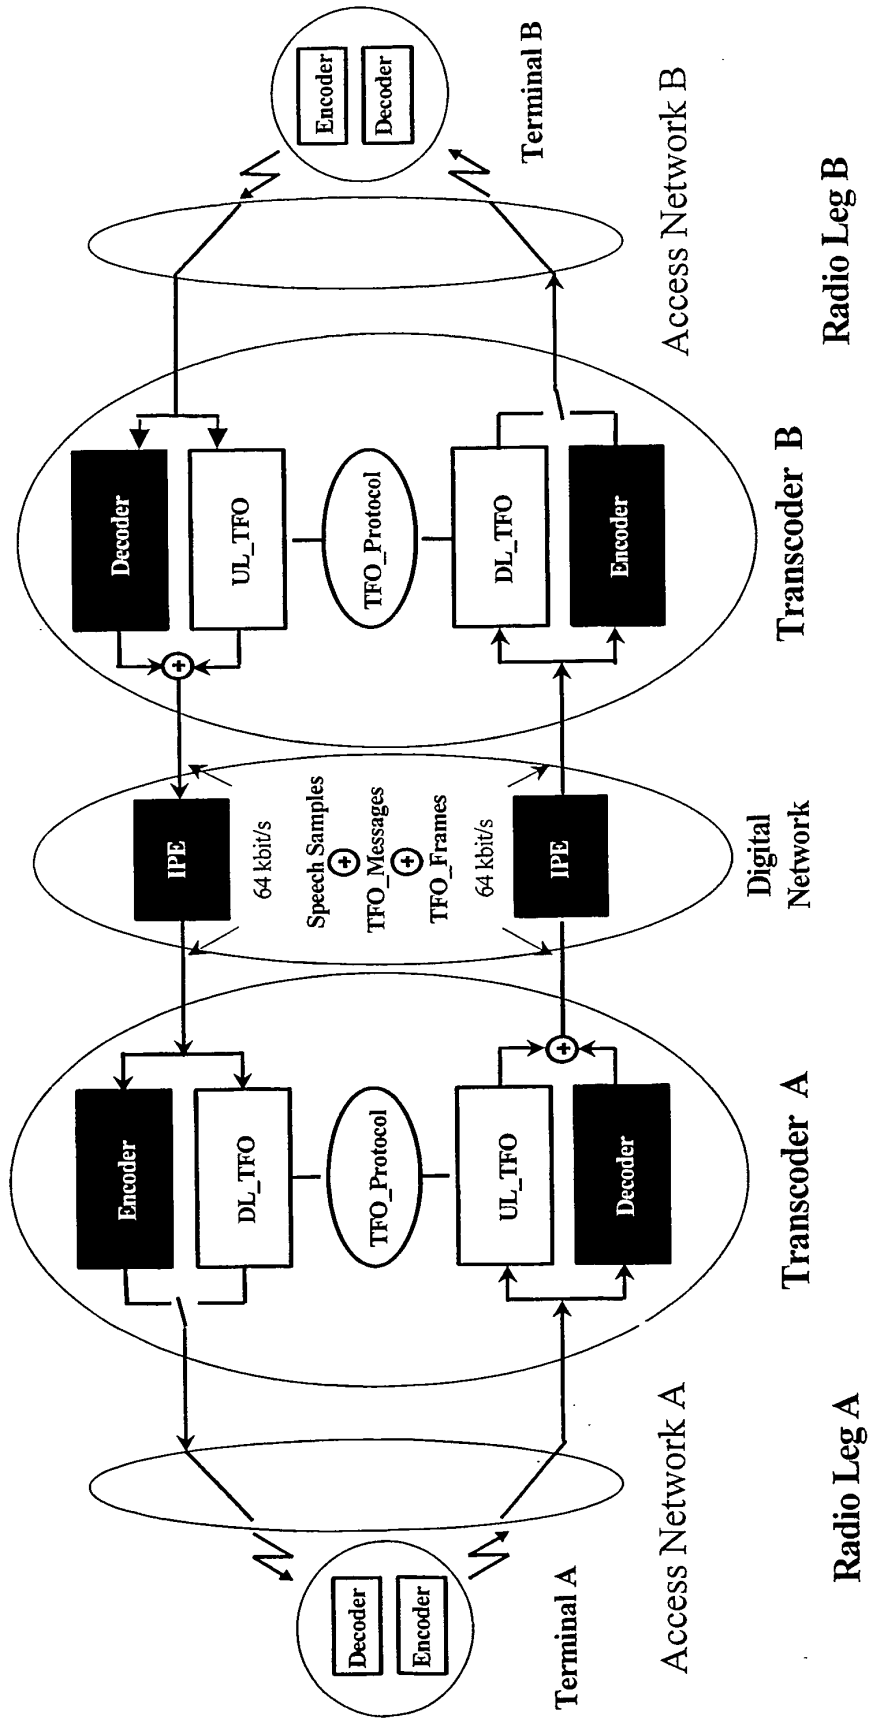 Decoder
Encoder
Terminal A
Access Network A
Radio Leg A
Encoder
DL_TFO
TFO_Protocol
UL_TFO
Decoder
Transcoder A
IPE
64 kbit/s
Speech Samples
+
TFO_Messages
+
TFO_Frames
64 kbit/s
IPE
Digital
Network
Decoder
UL_TFO
TFO_Protocol
DL_TFO
Encoder
Transcoder B
+
+
Encoder
Decoder
Terminal B
Access Network B
Radio Leg B